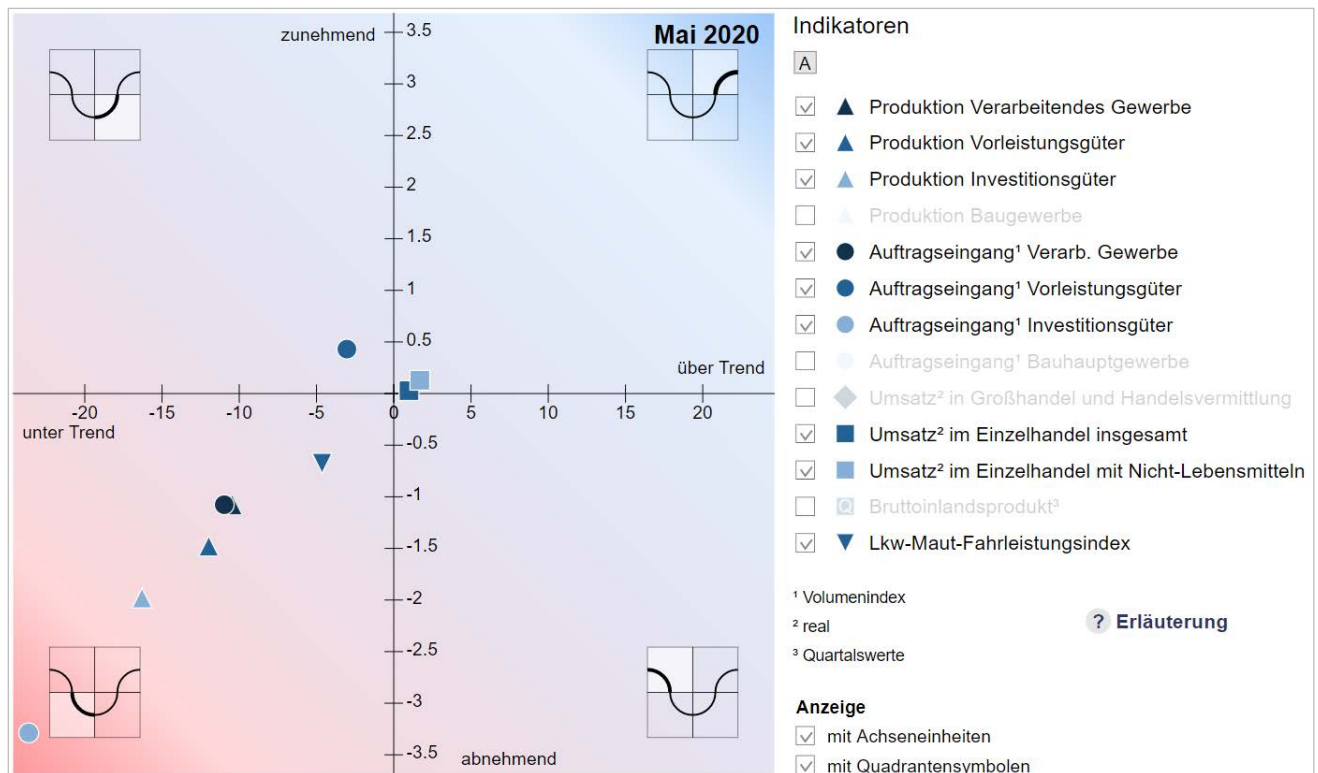 zunehmend
3.5
Mai 2020
3
2.5
2
1.5
1
0.5
über Trend
-20
-15
-10
-5
0
5
10
15
20
unter Trend
-0.5
-1
-1.5
-2
-2.5
-3
-3.5
abnehmend
Indikatoren
A
Produktion Verarbeitendes Gewerbe
Produktion Vorleistungsgüter
Produktion Investitionsgüter
Produktion Baugewerbe
Auftragseingang¹ Verarb. Gewerbe
Auftragseingang¹ Vorleistungsgüter
Auftragseingang¹ Investitionsgüter
Auftragseingang¹ Bauhauptgewerbe
Umsatz² in Großhandel und Handelsvermittlung
Umsatz² im Einzelhandel insgesamt
Umsatz² im Einzelhandel mit Nicht-Lebensmitteln
Q Bruttoinlandsprodukt³
Lkw-Maut-Fahrleistungsindex
¹ Volumenindex
² real
³ Quartalswerte
? Erläuterung
Anzeige
mit Achseneinheiten
mit Quadrantensymbolen